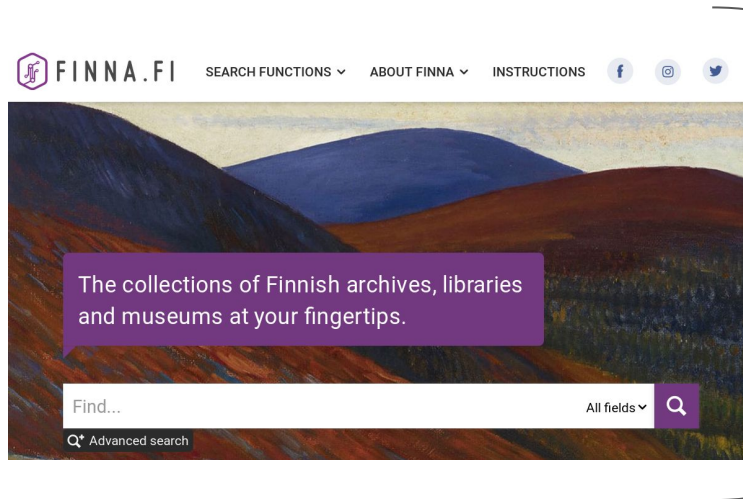 FINNA.FI
SEARCH FUNCTIONS ABOUT FINNA INSTRUCTIONS
The collections of Finnish archives, libraries
and museums at your fingertips.
Find... All fields
Advanced search